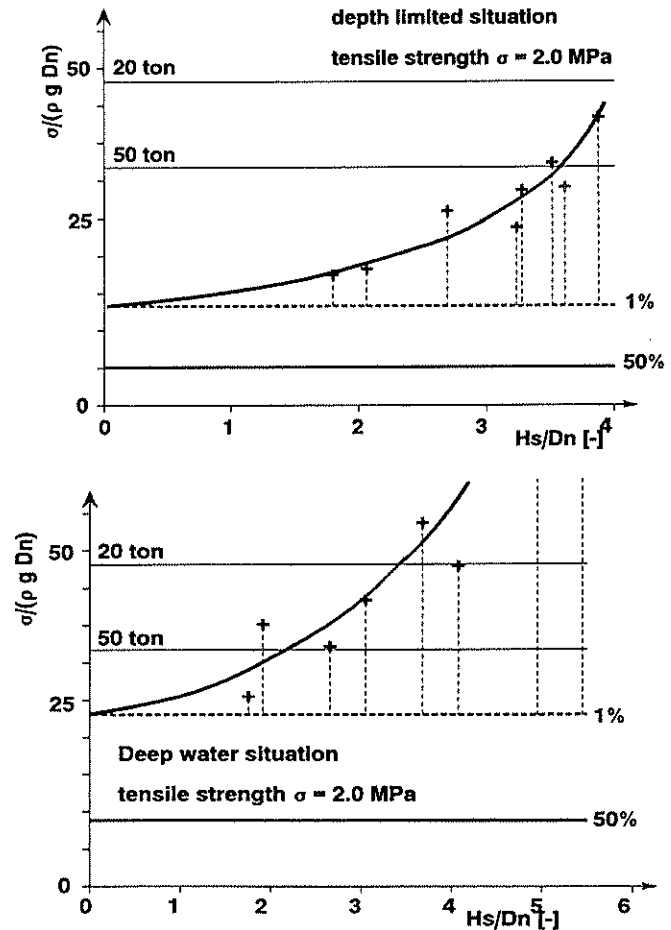 depth limited situation
tensile strength σ = 2.0 MPa
σ/(ρ g Dn)
50
25
0
20 ton
50 ton
1%
50%
0 1 2 3 4
Hs/Dn [-]
σ/(ρ g Dn)
50
25
0
20 ton
50 ton
1%
Deep water situation
tensile strength σ = 2.0 MPa
50%
0 1 2 3 4 5 6
Hs/Dn [-]